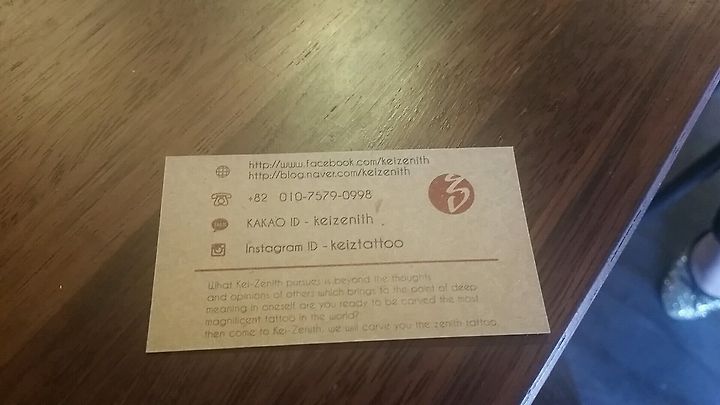 http://www.facebook.com/keizenith
http://blog.naver.com/keizenith
+82 010-7579-0998
TALK
KAKAO ID - keizenith
Instagram ID - keiztattoo
What Kei-Zenith pursues is beyond the thoughts
and opinions of others which brings to the point of deep
meaning in oneself. are you ready to be carved the most
magnificent tattoo in the world?
then come to Kei-Zenith. we will carve you the zenith tattoo.